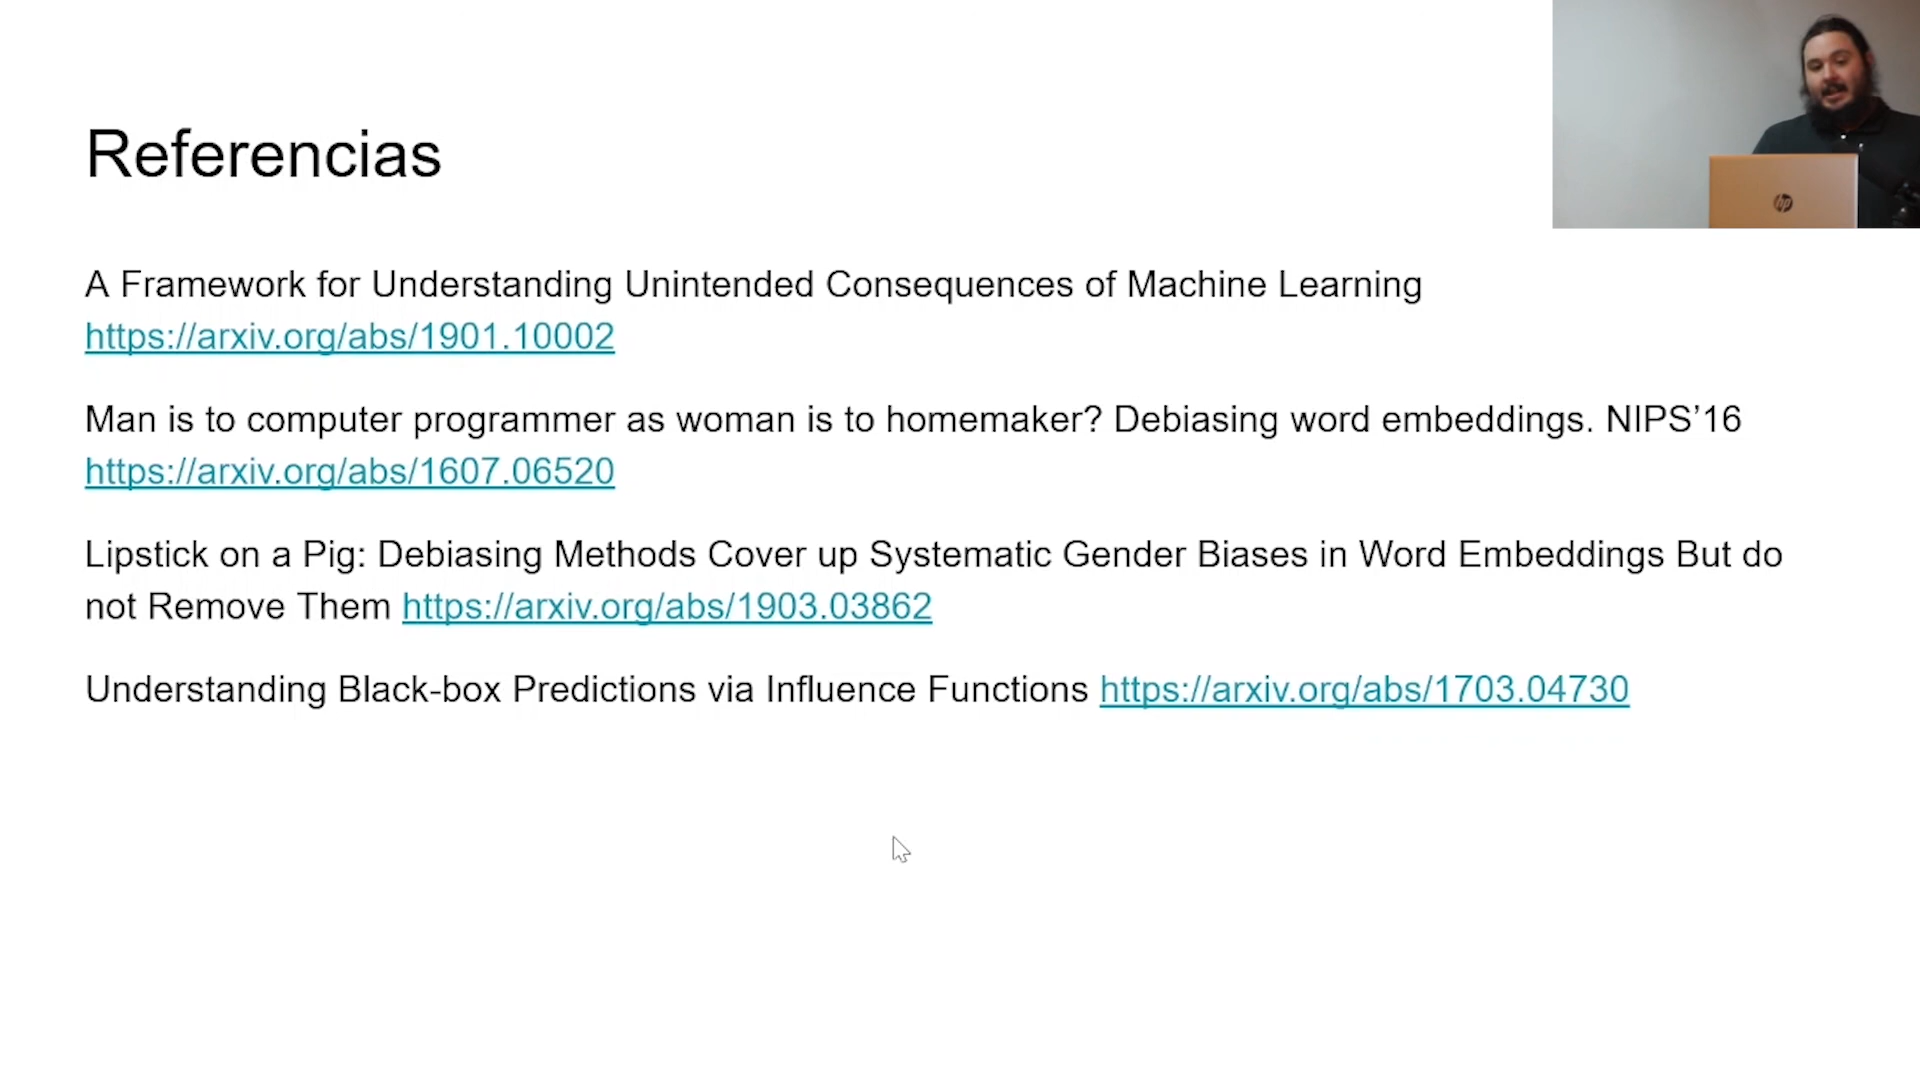 Referencias
A Framework for Understanding Unintended Consequences of Machine Learning
https://arxiv.org/abs/1901.10002
Man is to computer programmer as woman is to homemaker? Debiasing word embeddings. NIPS’16
https://arxiv.org/abs/1607.06520
Lipstick on a Pig: Debiasing Methods Cover up Systematic Gender Biases in Word Embeddings But do
not Remove Them https://arxiv.org/abs/1903.03862
Understanding Black-box Predictions via Influence Functions https://arxiv.org/abs/1703.04730
hp